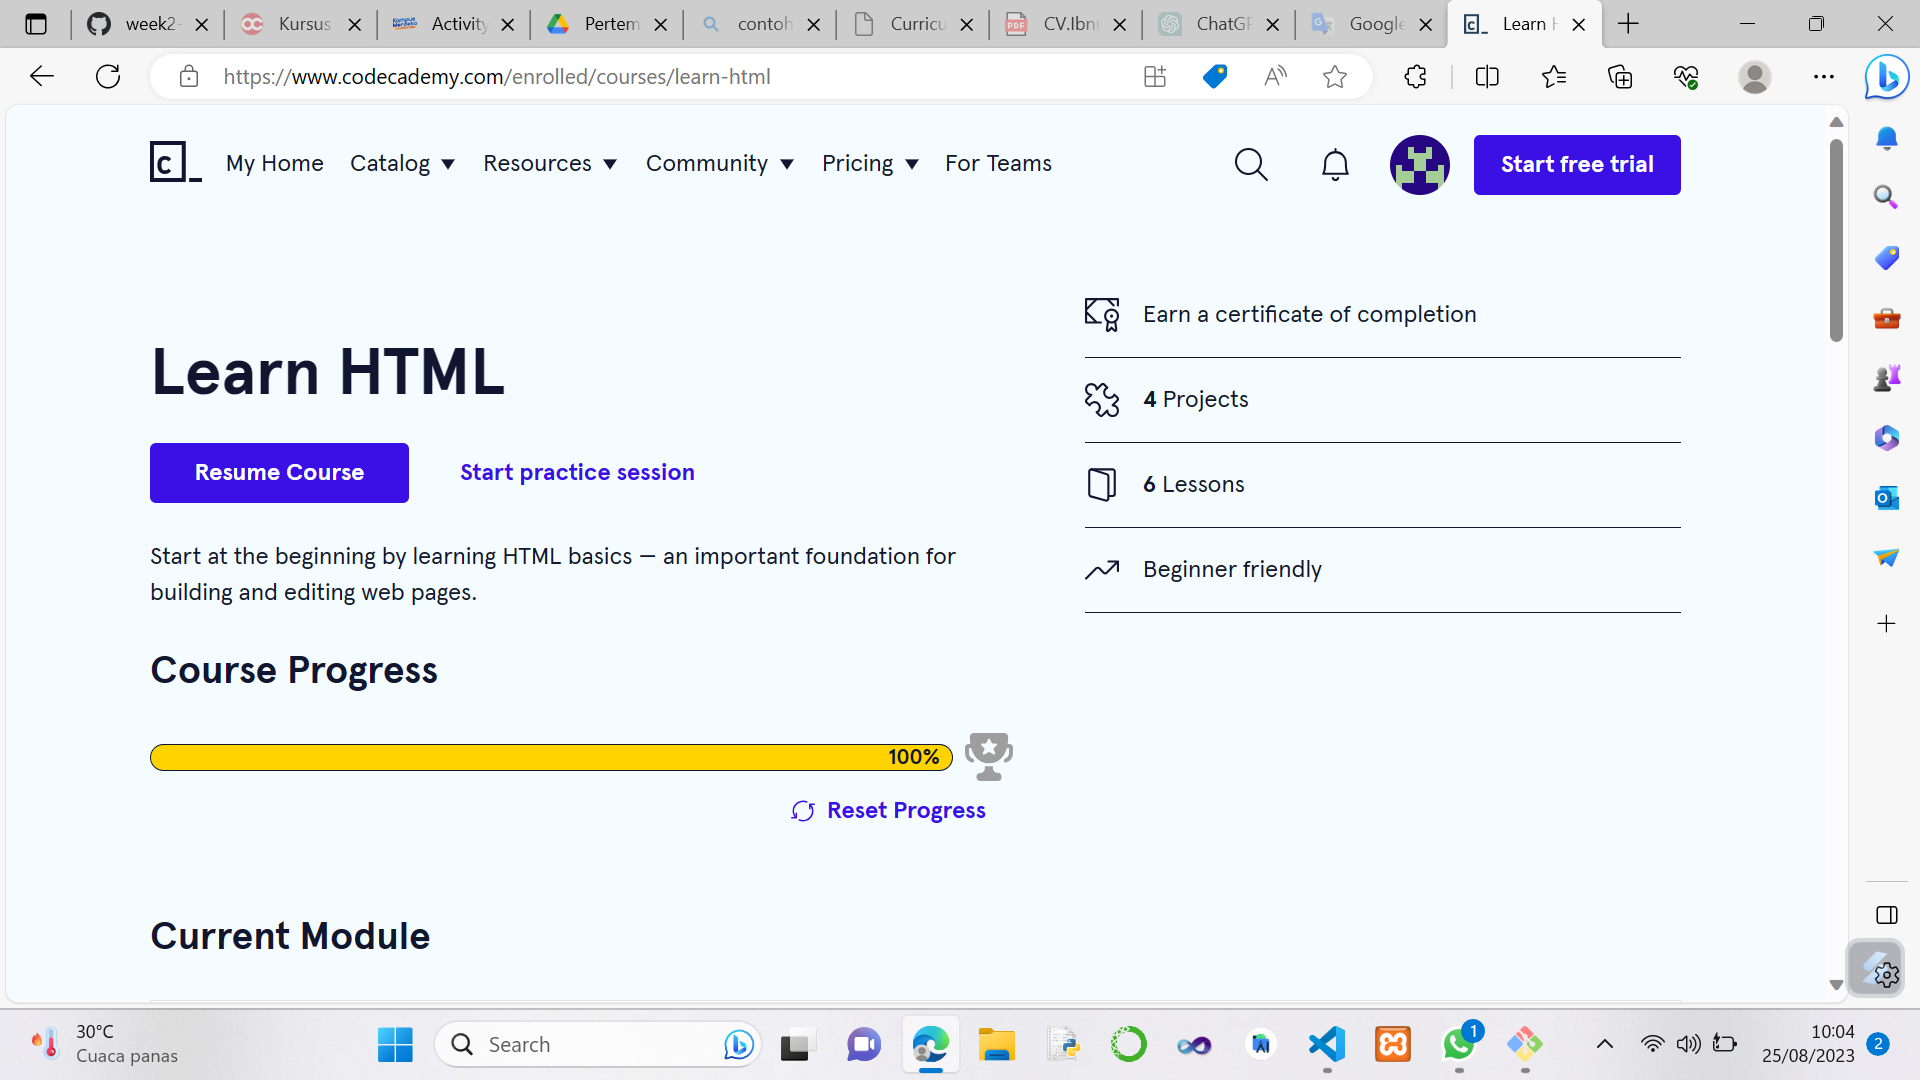 week2-
Kursus
Activity
Pertem
contoh
Curricu
CV.Ibnu
ChatGP
Google
Learn H
https://www.codecademy.com/enrolled/courses/learn-html
My Home
Catalog
Resources
Community
Pricing
For Teams
Start free trial
Learn HTML
Resume Course
Start practice session
Start at the beginning by learning HTML basics — an important foundation for
building and editing web pages.
Earn a certificate of completion
4 Projects
6 Lessons
Beginner friendly
Course Progress
100%
Reset Progress
Current Module
30°C
Cuaca panas
Search
1
10:04
25/08/2023
2